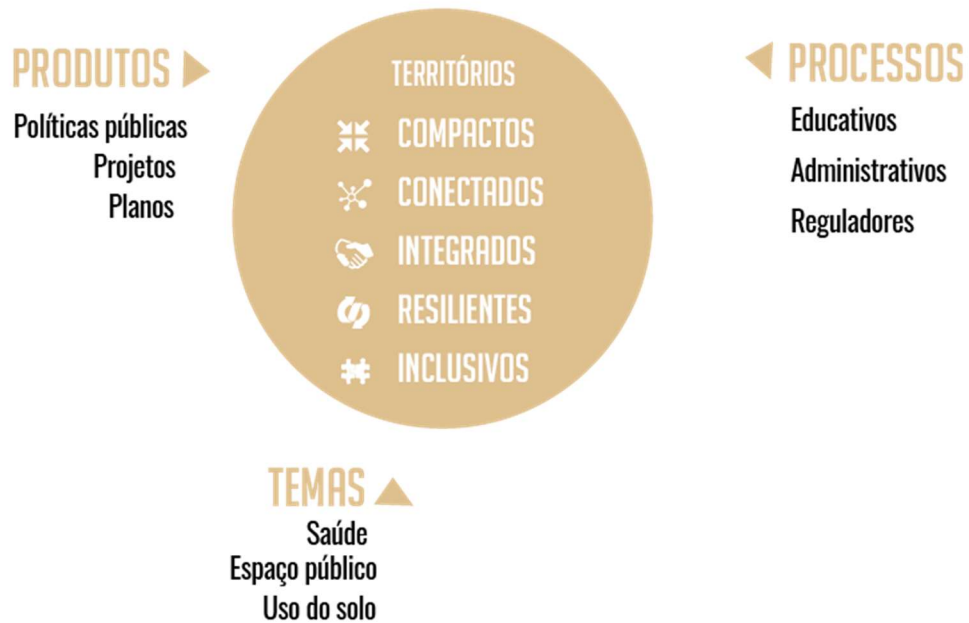 PRODUTOS
Políticas públicas
Projetos
Planos
TERRITÓRIOS
COMPACTOS
CONECTADOS
INTEGRADOS
RESILIENTES
INCLUSIVOS
PROCESSOS
Educativos
Administrativos
Reguladores
TEMAS
Saúde
Espaço público
Uso do solo